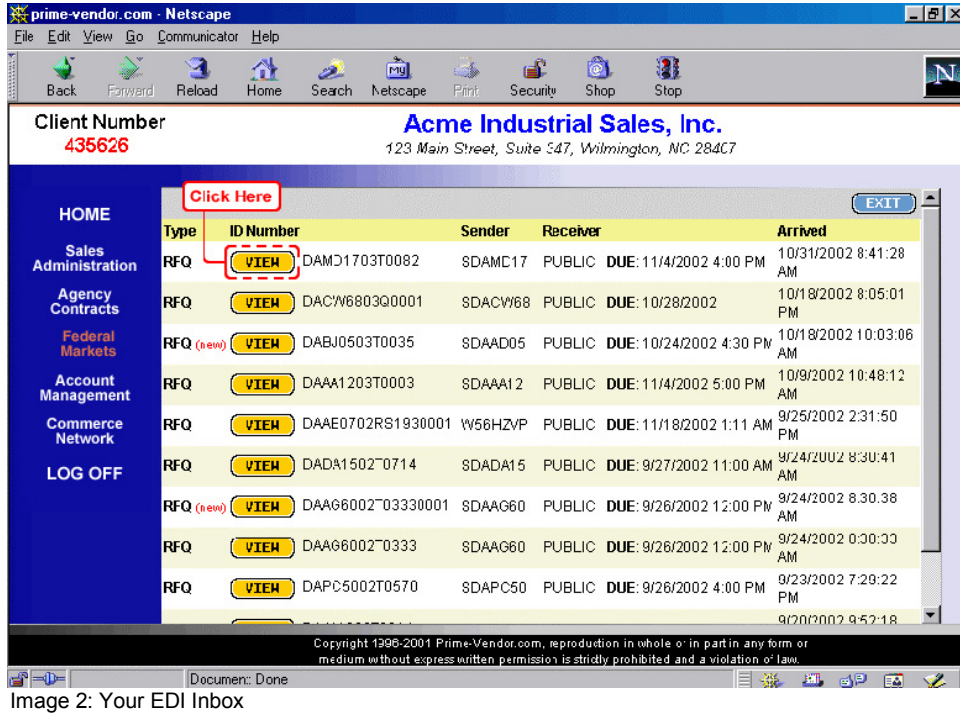 prime-vendor.com - Netscape
File Edit View Go Communicator Help
Back Forward Reload Home Search Netscape Print Security Shop Stop
My
N
Client Number
435626
Acme Industrial Sales, Inc.
123 Main Street, Suite 347, Wilmington, NC 28407
HOME
Sales Administration
Agency Contracts
Federal Markets
Account Management
Commerce Network
LOG OFF
Click Here
EXIT
Type ID Number Sender Receiver Arrived
RFQ VIEW DAMD1703T0082 SDAMD17 PUBLIC DUE: 11/4/2002 4:00 PM 10/31/2002 8:41:28 AM
RFQ VIEW DACW6803Q0001 SDACW68 PUBLIC DUE: 10/28/2002 10/18/2002 8:05:01 PM
RFQ (new) VIEW DABJ0503T0035 SDAAD05 PUBLIC DUE: 10/24/2002 4:30 PM 10/18/2002 10:03:06 AM
RFQ VIEW DAAA1203T0003 SDAAA12 PUBLIC DUE: 11/4/2002 5:00 PM 10/9/2002 10:48:12 AM
RFQ VIEW DAAE0702RS1930001 W56HZVP PUBLIC DUE: 11/18/2002 1:11 AM 9/25/2002 2:31:50 PM
RFQ VIEW DADA1502T0714 SDADA15 PUBLIC DUE: 9/27/2002 11:00 AM 9/24/2002 8:30:41 AM
RFQ (new) VIEW DAAG6002T03330001 SDAAG60 PUBLIC DUE: 9/26/2002 12:00 PM 9/24/2002 8:30:38 AM
RFQ VIEW DAAG6002T0333 SDAAG60 PUBLIC DUE: 9/26/2002 12:00 PM 9/24/2002 AM
RFQ VIEW DAPC5002T0570 SDAPC50 PUBLIC DUE: 9/26/2002 4:00 PM 9/23/2002 7:29:22 PM
9/20/2002 9:52:18
Copyright 1996-2001 Prime-Vendor.com, reproduction in whole or in part in any form or
medium without express written permission is strictly prohibited and a violation of law.
Document: Done
Image 2: Your EDI Inbox